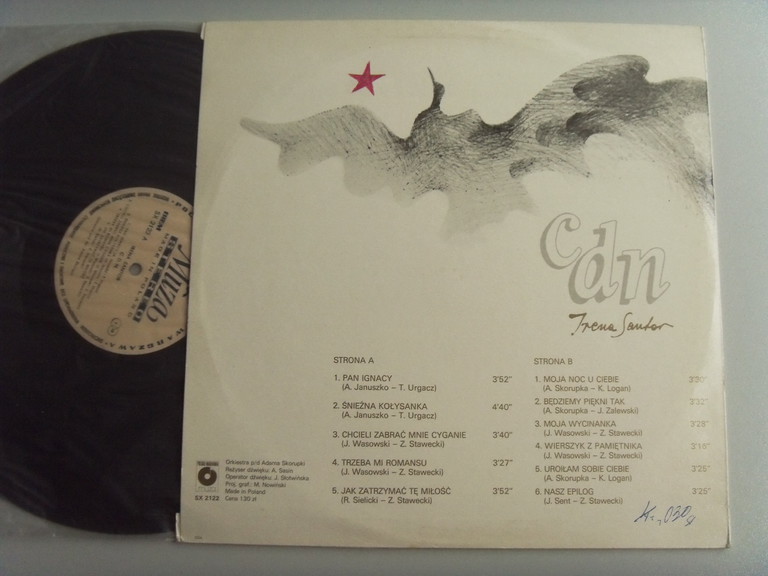 cdn
Irena Santor
STRONA A
1. PAN IGNACY 3'52"
(A. Januszko – T. Urgacz)
2. ŚNIEŻNA KOŁYSANKA 4'40"
(A. Januszko – T. Urgacz)
3. CHCIELI ZABRAĆ MNIE CYGANIE 3'40"
(J. Wasowski – Z. Stawecki)
4. TRZEBA MI ROMANSU 3'27"
(J. Wasowski – Z. Stawecki)
5. JAK ZATRZYMAĆ TĘ MIŁOŚĆ 3'52"
(R. Sielicki – Z. Stawecki)
STRONA B
1. MOJA NOC U CIEBIE
(A. Skorupka – K. Logan)
2. BĘDZIEMY PIĘKNI TAK 3'32"
(A. Skorupka – J. Zalewski)
3. MOJA WYCINANKA 3'28"
(J. Wasowski – Z. Stawecki)
4. WIERSZYK Z PAMIĘTNIKA
(J. Wasowski – Z. Stawecki)
5. UROIŁAM SOBIE CIEBIE 3'25"
(A. Skorupka – K. Logan)
6. NASZ EPILOG 3'25"
(J. Sent – Z. Stawecki)
Orkiestra p/d Adama Skorupki
Reżyser dźwięku: A. Sasin
Operator dźwięku: J. Słotwińska
Proj. graf.: M. Nowiński
Made in Poland
SX 2122 Cena 130 zł
Muza
WARSZAWA